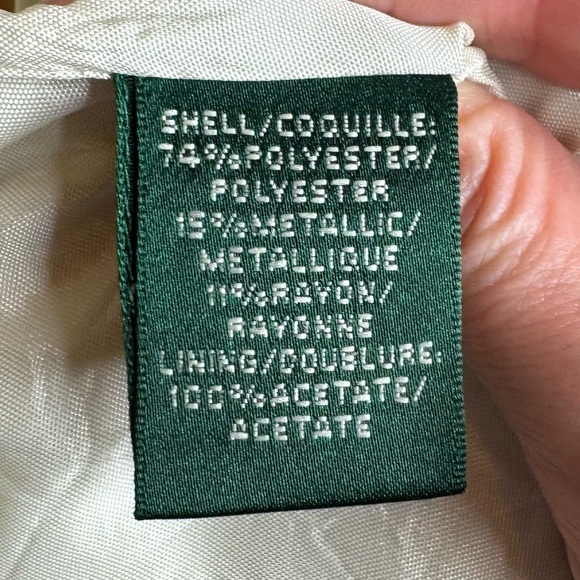 SHELL/COQUILLE:
74%POLYESTER/
POLYESTER
15%METALLIC/
METALLIQUE
11%RAYON/
RAYONNE
LINING/DOUBLURE:
100%ACETATE/
ACETATE